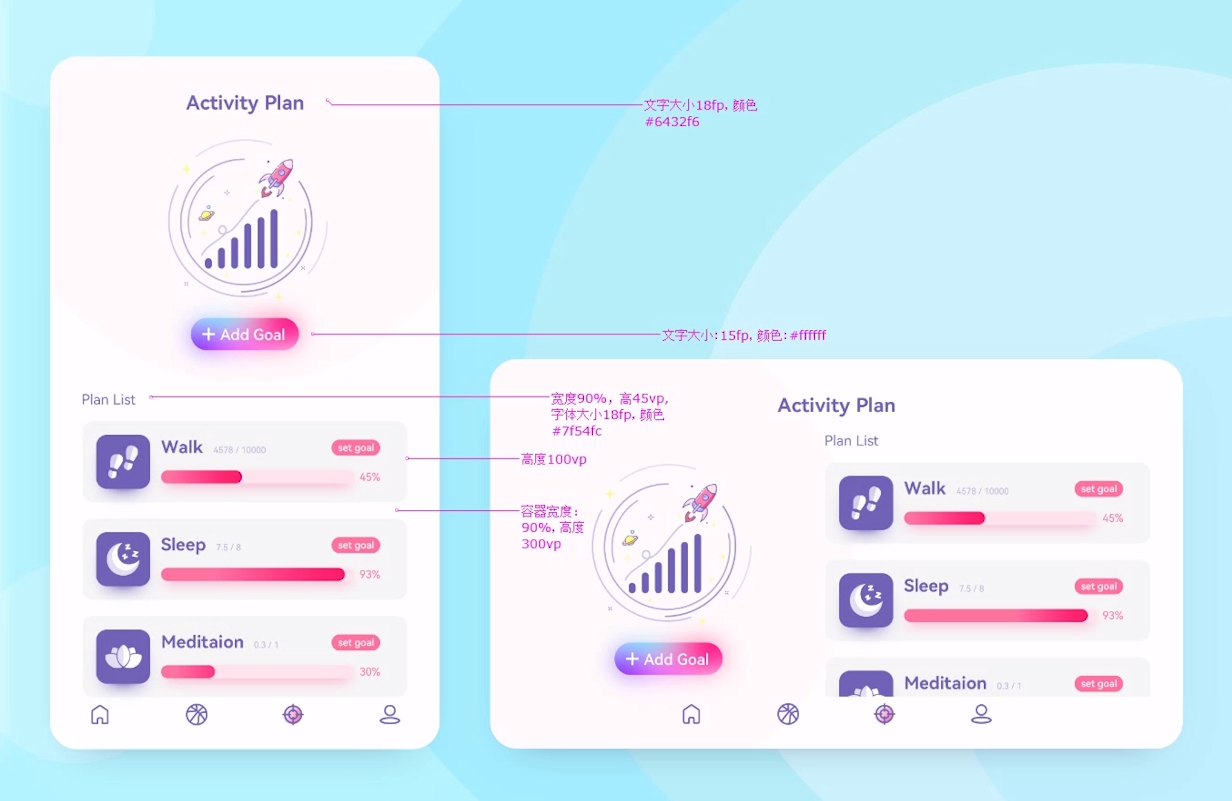 Activity Plan
文字大小18fp, 颜色
#6432f6
+ Add Goal
文字大小: 15fp, 颜色: #ffffff
Plan List
宽度90%，高45vp,
字体大小18fp, 颜色
#7f54fc
Walk 4578 / 10000 set goal
45%
高度100vp
容器宽度:
90%, 高度
300vp
Sleep 7.5 / 8 set goal
93%
Meditaion 0.3 / 1 set goal
30%
Activity Plan
Plan List
Walk 4578 / 10000 set goal
45%
Sleep 7.5 / 8 set goal
93%
+ Add Goal
Meditaion 0.3 / 1 set goal